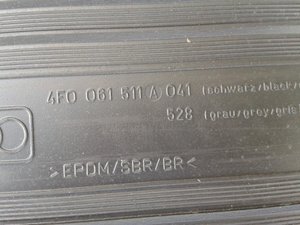 4F0 061 511 A 041 (schwarz/black/
528 (grau/grey/gris
>EPDM/SBR/BR<